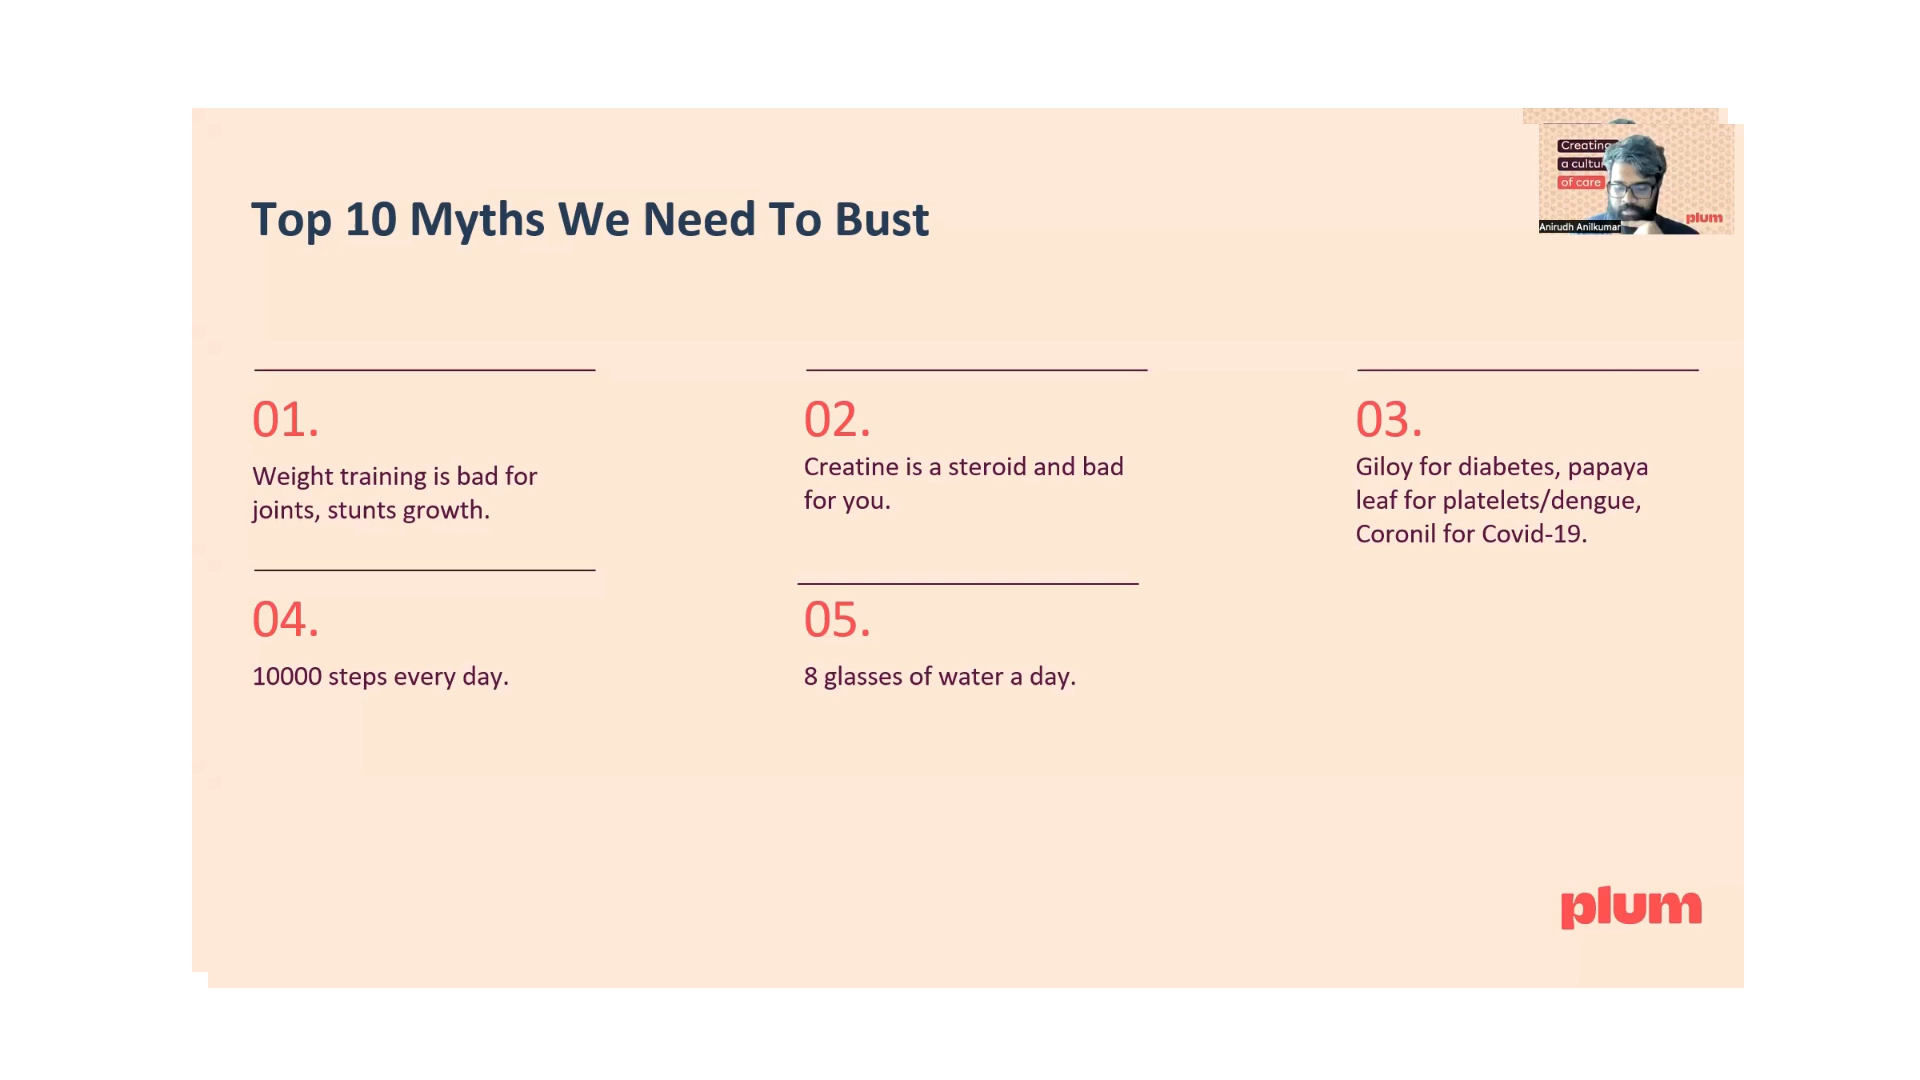 Top 10 Myths We Need To Bust
Creating
a cultu
of care
plum
Anirudh Anilkumar
01.
Weight training is bad for
joints, stunts growth.
02.
Creatine is a steroid and bad
for you.
03.
Giloy for diabetes, papaya
leaf for platelets/dengue,
Coronil for Covid-19.
04.
10000 steps every day.
05.
8 glasses of water a day.
plum